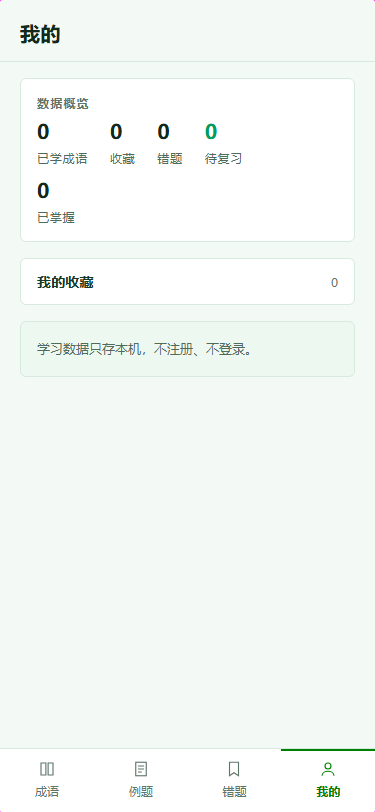 我的
数据概览
0 0 0 0
已学成语 收藏 错题 待复习
0
已掌握
我的收藏 0
学习数据只存本机，不注册、不登录。
成语 例题 错题 我的